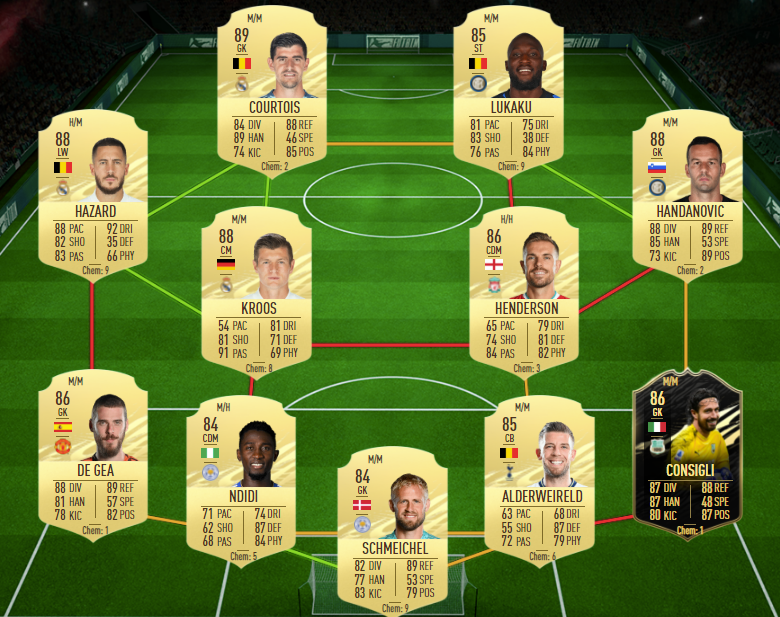 M/M
89
GK
COURTOIS
84 DIV 88 REF
89 HAN 46 SPE
74 KIC 85 POS
Chem: 2
M/M
85
ST
LUKAKU
81 PAC 75 DRI
83 SHO 38 DEF
76 PAS 84 PHY
Chem: 9
H/M
88
LW
HAZARD
88 PAC 92 DRI
82 SHO 35 DEF
83 PAS 66 PHY
Chem: 9
M/M
88
GK
HANDANOVIC
88 DIV 89 REF
85 HAN 53 SPE
73 KIC 89 POS
Chem: 2
M/M
88
CM
KROOS
54 PAC 81 DRI
81 SHO 71 DEF
91 PAS 69 PHY
Chem: 8
H/H
86
CDM
HENDERSON
65 PAC 79 DRI
74 SHO 81 DEF
84 PAS 82 PHY
Chem: 3
M/M
86
GK
DE GEA
88 DIV 89 REF
81 HAN 57 SPE
78 KIC 82 POS
Chem: 1
M/H
84
CDM
NDIDI
71 PAC 74 DRI
62 SHO 87 DEF
68 PAS 84 PHY
Chem: 5
M/M
84
GK
SCHMEICHEL
82 DIV 89 REF
77 HAN 53 SPE
83 KIC 79 POS
Chem: 9
M/M
85
CB
ALDERWEIRELD
63 PAC 68 DRI
55 SHO 87 DEF
72 PAS 79 PHY
Chem: 6
M/M
86
GK
CONSIGLI
87 DIV 88 REF
87 HAN 48 SPE
80 KIC 87 POS
Chem: 1